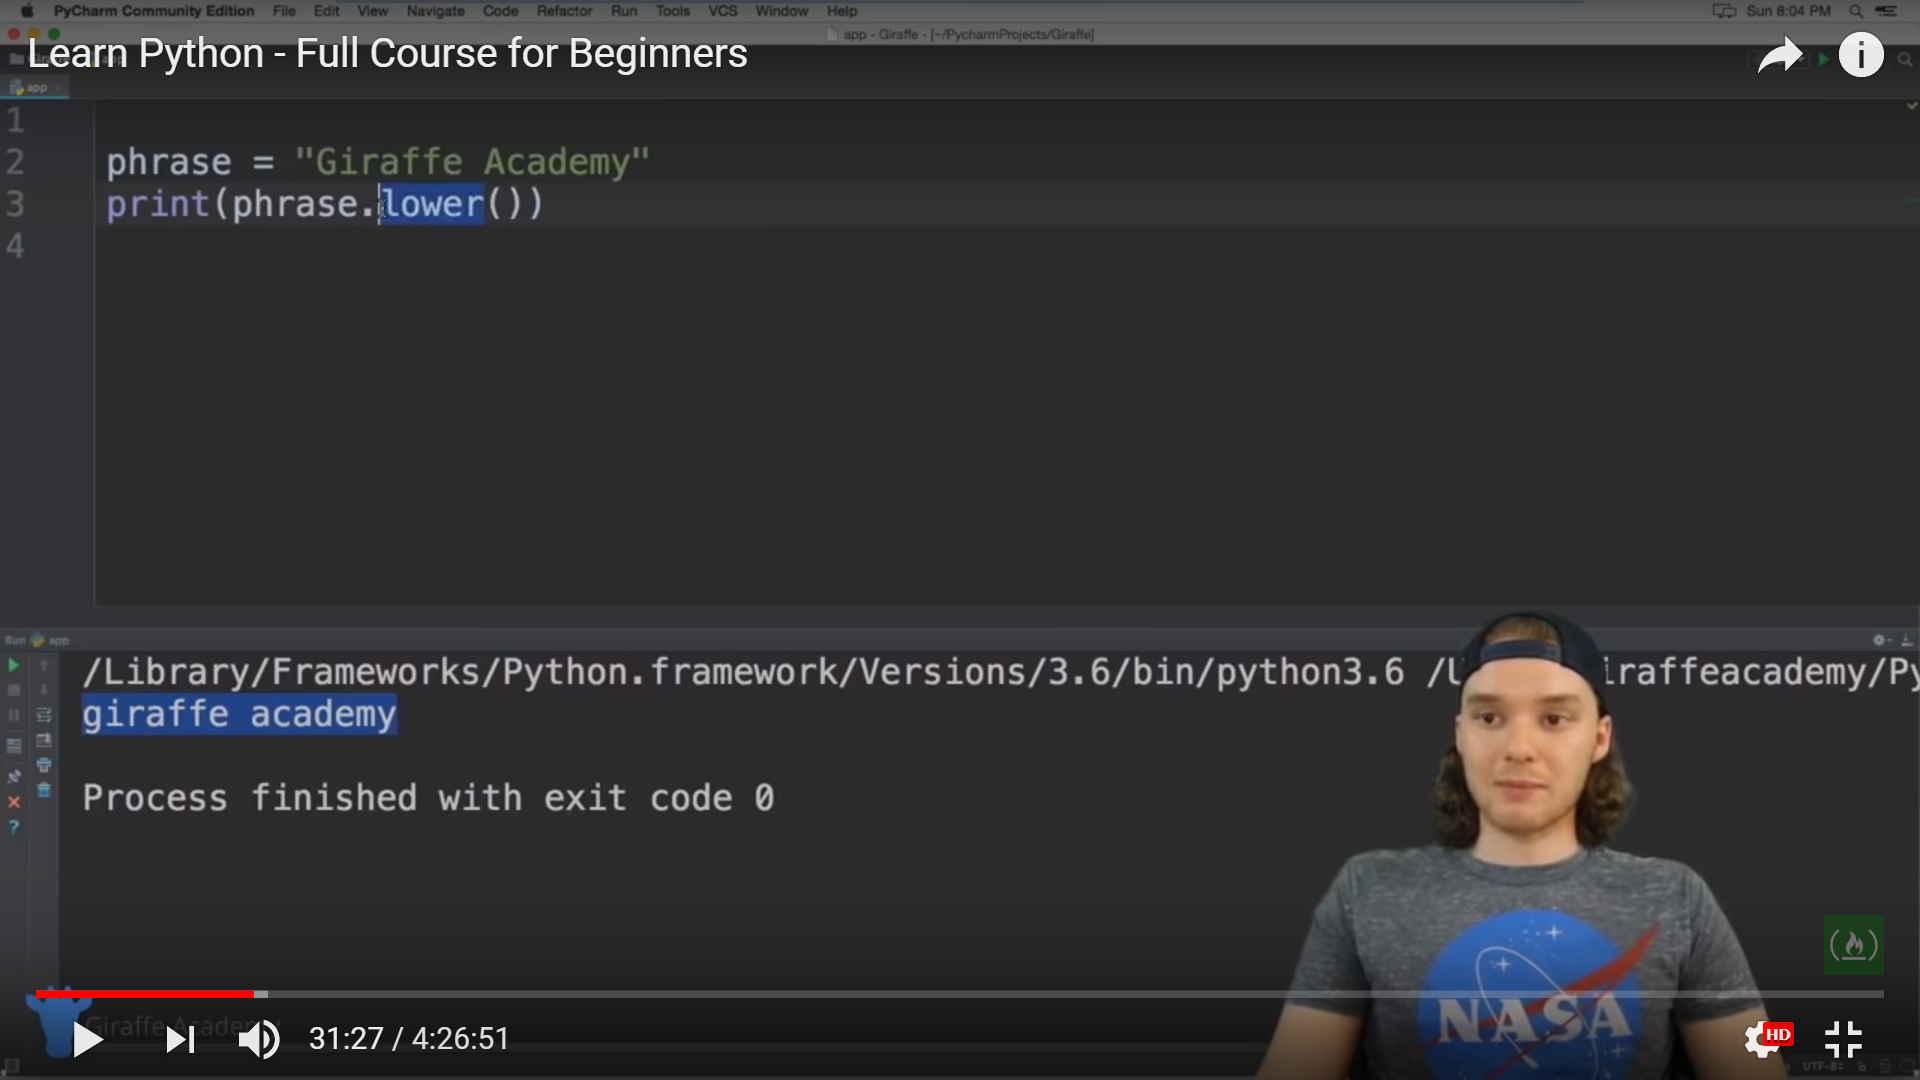 PyCharm Community Edition File Edit View Navigate Code Refactor Run Tools VCS Window Help Sun 8:04 PM
app - Giraffe - [~/PycharmProjects/Giraffe]
Learn Python - Full Course for Beginners
app
1
2 phrase = "Giraffe Academy"
3 print(phrase.lower())
4
Run app
/Library/Frameworks/Python.framework/Versions/3.6/bin/python3.6 /U iraffeacademy/Py
giraffe academy
Process finished with exit code 0
NASA
Giraffe Academy
31:27 / 4:26:51 HD
UTF-8